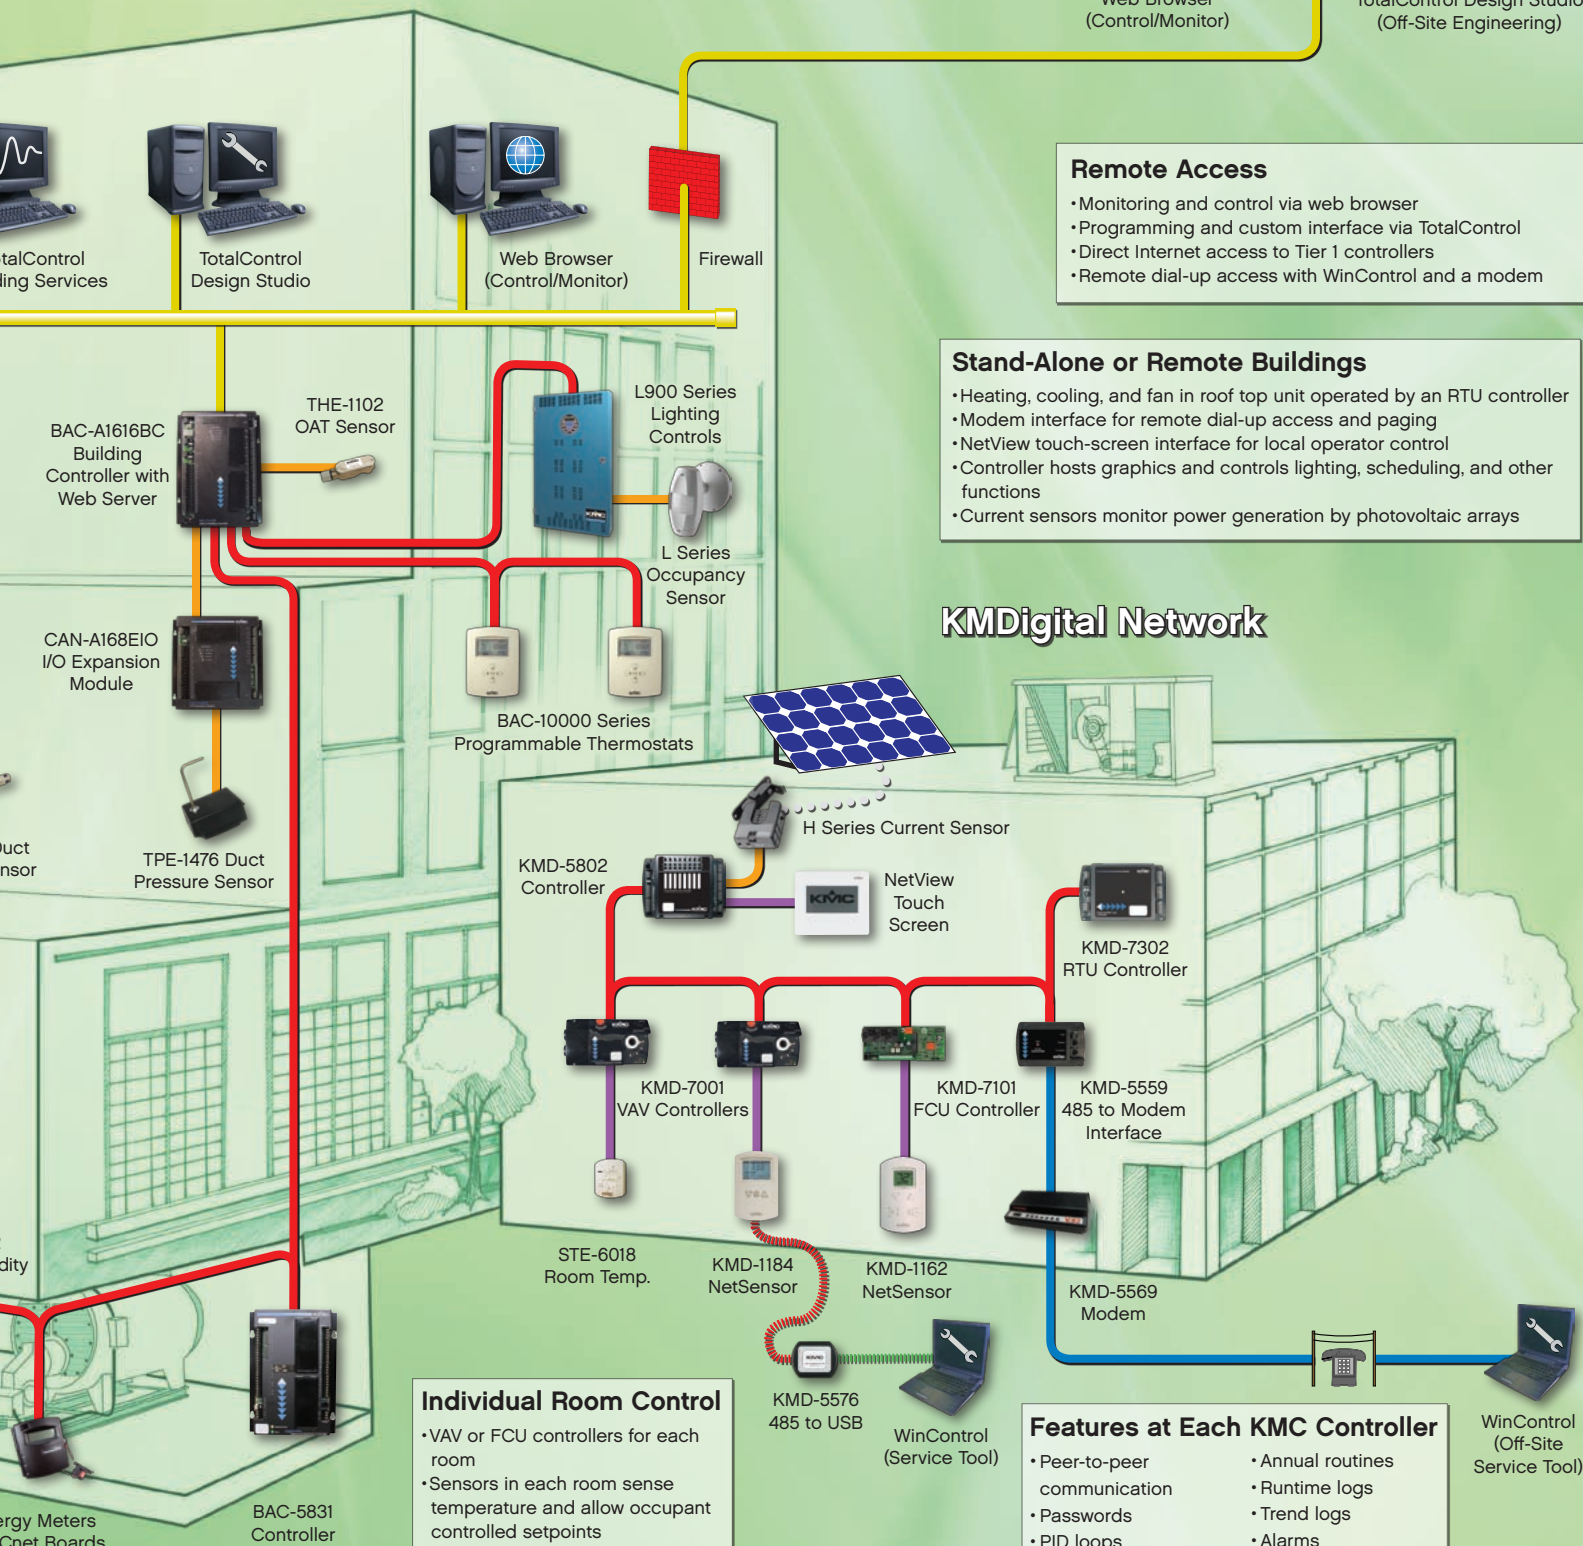 Web Browser
(Control/Monitor)
TotalControl Design Studio
(Off-Site Engineering)
Remote Access
•Monitoring and control via web browser
•Programming and custom interface via TotalControl
•Direct Internet access to Tier 1 controllers
•Remote dial-up access with WinControl and a modem
talControl
ding Services
TotalControl
Design Studio
Web Browser
(Control/Monitor)
Firewall
Stand-Alone or Remote Buildings
•Heating, cooling, and fan in roof top unit operated by an RTU controller
•Modem interface for remote dial-up access and paging
•NetView touch-screen interface for local operator control
•Controller hosts graphics and controls lighting, scheduling, and other
functions
•Current sensors monitor power generation by photovoltaic arrays
BAC-A1616BC
Building
Controller with
Web Server
THE-1102
OAT Sensor
L900 Series
Lighting
Controls
L Series
Occupancy
Sensor
CAN-A168EIO
I/O Expansion
Module
BAC-10000 Series
Programmable Thermostats
KMDigital Network
uct
nsor
TPE-1476 Duct
Pressure Sensor
H Series Current Sensor
KMD-5802
Controller
KMC
NetView
Touch
Screen
KMD-7302
RTU Controller
KMD-7001
VAV Controllers
KMD-7101
FCU Controller
KMD-5559
485 to Modem
Interface
dity
STE-6018
Room Temp.
KMD-1184
NetSensor
KMD-1162
NetSensor
KMD-5569
Modem
KMD-5576
485 to USB
WinControl
(Service Tool)
WinControl
(Off-Site
Service Tool)
ergy Meters
Cnet Boards
BAC-5831
Controller
Individual Room Control
•VAV or FCU controllers for each
room
•Sensors in each room sense
temperature and allow occupant
controlled setpoints
Features at Each KMC Controller
•Peer-to-peer
communication
•Passwords
•PID loops
•Annual routines
•Runtime logs
•Trend logs
•Alarms